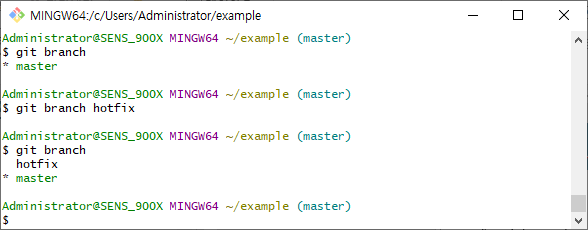 MINGW64:/c/Users/Administrator/example
Administrator@SENS_900X MINGW64 ~/example (master)
$ git branch
* master
Administrator@SENS_900X MINGW64 ~/example (master)
$ git branch hotfix
Administrator@SENS_900X MINGW64 ~/example (master)
$ git branch
  hotfix
* master
Administrator@SENS_900X MINGW64 ~/example (master)
$